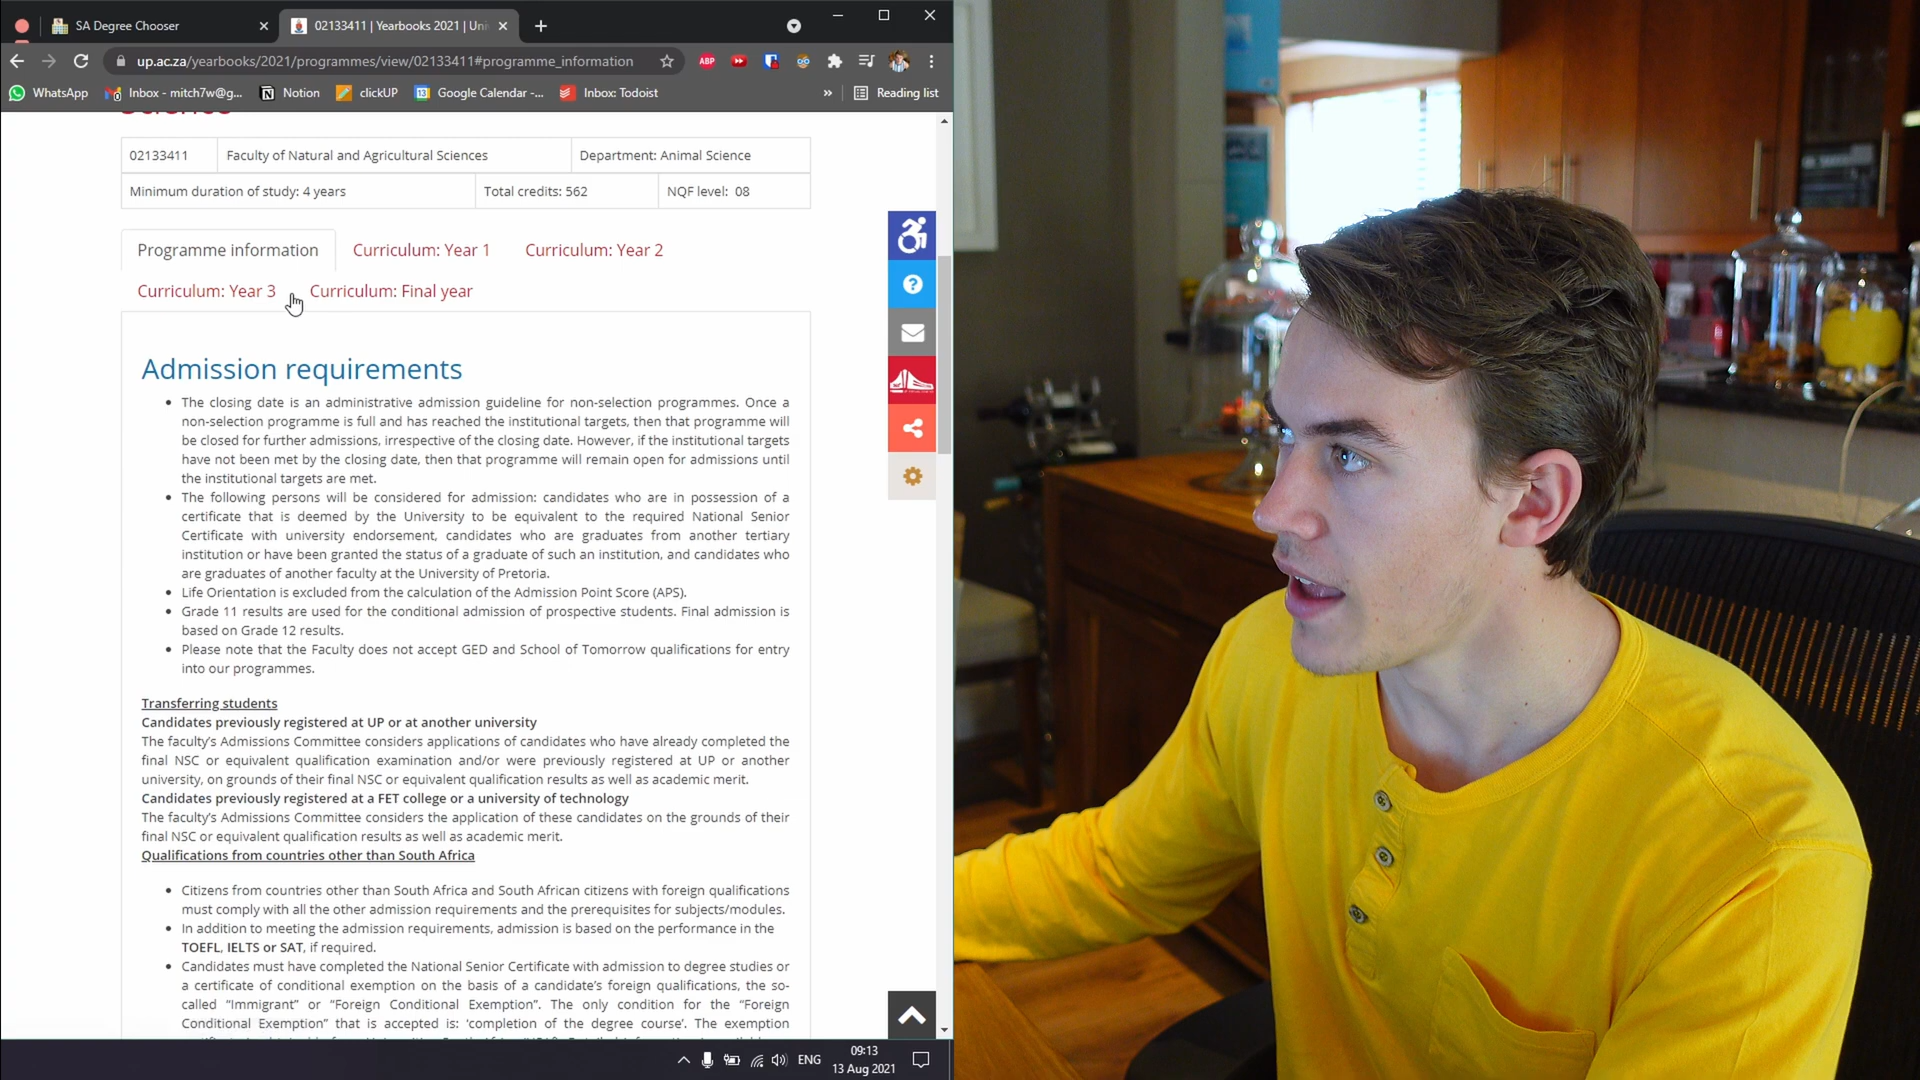 SA Degree Chooser
02133411 | Yearbooks 2021 | Uni
up.ac.za/yearbooks/2021/programmes/view/02133411#programme_information
ABP
WhatsApp
Inbox - mitch7w@g...
Notion
clickUP
Google Calendar -...
Inbox: Todoist
»
Reading list
02133411
Faculty of Natural and Agricultural Sciences
Department: Animal Science
Minimum duration of study: 4 years
Total credits: 562
NQF level: 08
Programme information
Curriculum: Year 1
Curriculum: Year 2
Curriculum: Year 3
Curriculum: Final year
Admission requirements
• The closing date is an administrative admission guideline for non-selection programmes. Once a
non-selection programme is full and has reached the institutional targets, then that programme will
be closed for further admissions, irrespective of the closing date. However, if the institutional targets
have not been met by the closing date, then that programme will remain open for admissions until
the institutional targets are met.
• The following persons will be considered for admission: candidates who are in possession of a
certificate that is deemed by the University to be equivalent to the required National Senior
Certificate with university endorsement, candidates who are graduates from another tertiary
institution or have been granted the status of a graduate of such an institution, and candidates who
are graduates of another faculty at the University of Pretoria.
• Life Orientation is excluded from the calculation of the Admission Point Score (APS).
• Grade 11 results are used for the conditional admission of prospective students. Final admission is
based on Grade 12 results.
• Please note that the Faculty does not accept GED and School of Tomorrow qualifications for entry
into our programmes.
Transferring students
Candidates previously registered at UP or at another university
The faculty's Admissions Committee considers applications of candidates who have already completed the
final NSC or equivalent qualification examination and/or were previously registered at UP or another
university, on grounds of their final NSC or equivalent qualification results as well as academic merit.
Candidates previously registered at a FET college or a university of technology
The faculty's Admissions Committee considers the application of these candidates on the grounds of their
final NSC or equivalent qualification results as well as academic merit.
Qualifications from countries other than South Africa
• Citizens from countries other than South Africa and South African citizens with foreign qualifications
must comply with all the other admission requirements and the prerequisites for subjects/modules.
• In addition to meeting the admission requirements, admission is based on the performance in the
TOEFL, IELTS or SAT, if required.
• Candidates must have completed the National Senior Certificate with admission to degree studies or
a certificate of conditional exemption on the basis of a candidate's foreign qualifications, the so-
called “Immigrant” or “Foreign Conditional Exemption”. The only condition for the “Foreign
Conditional Exemption” that is accepted is: ‘completion of the degree course’. The exemption
ENG
09:13
13 Aug 2021